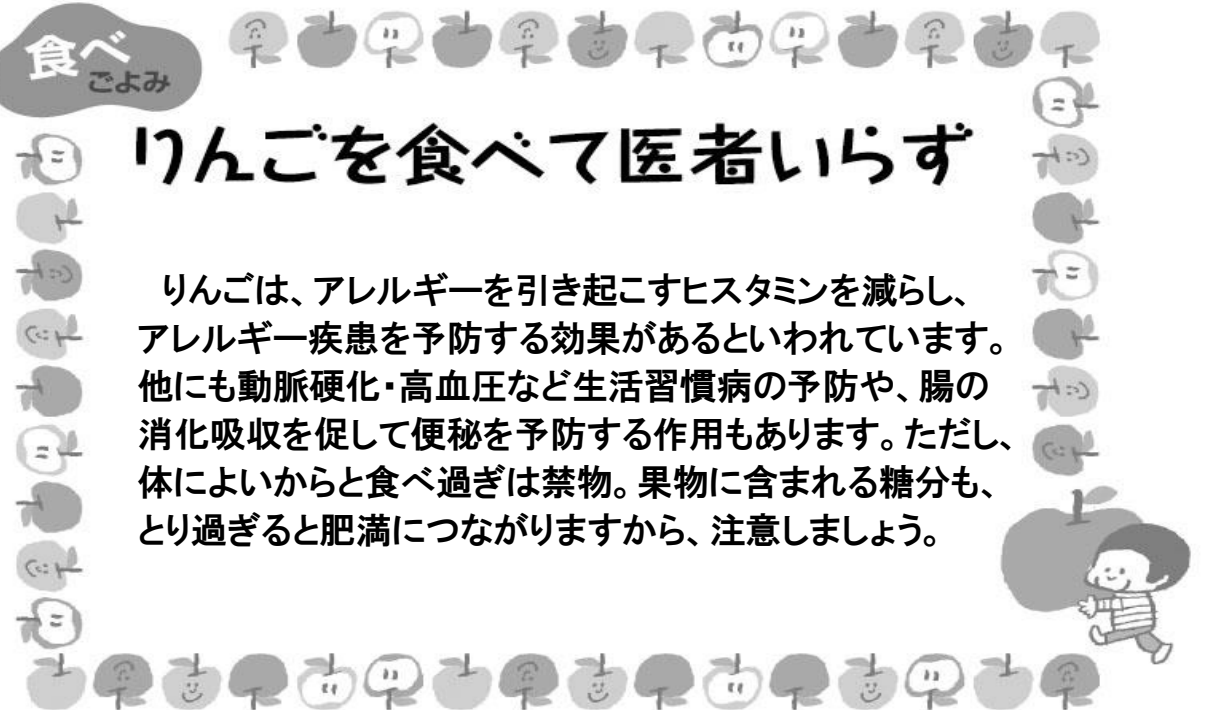 食べ
ごよみ
りんごを食べて医者いらず
りんごは、アレルギーを引き起こすヒスタミンを減らし、
アレルギー疾患を予防する効果があるといわれています。
他にも動脈硬化・高血圧など生活習慣病の予防や、腸の
消化吸収を促して便秘を予防する作用もあります。ただし、
体によいからと食べ過ぎは禁物。果物に含まれる糖分も、
とり過ぎると肥満につながりますから、注意しましょう。